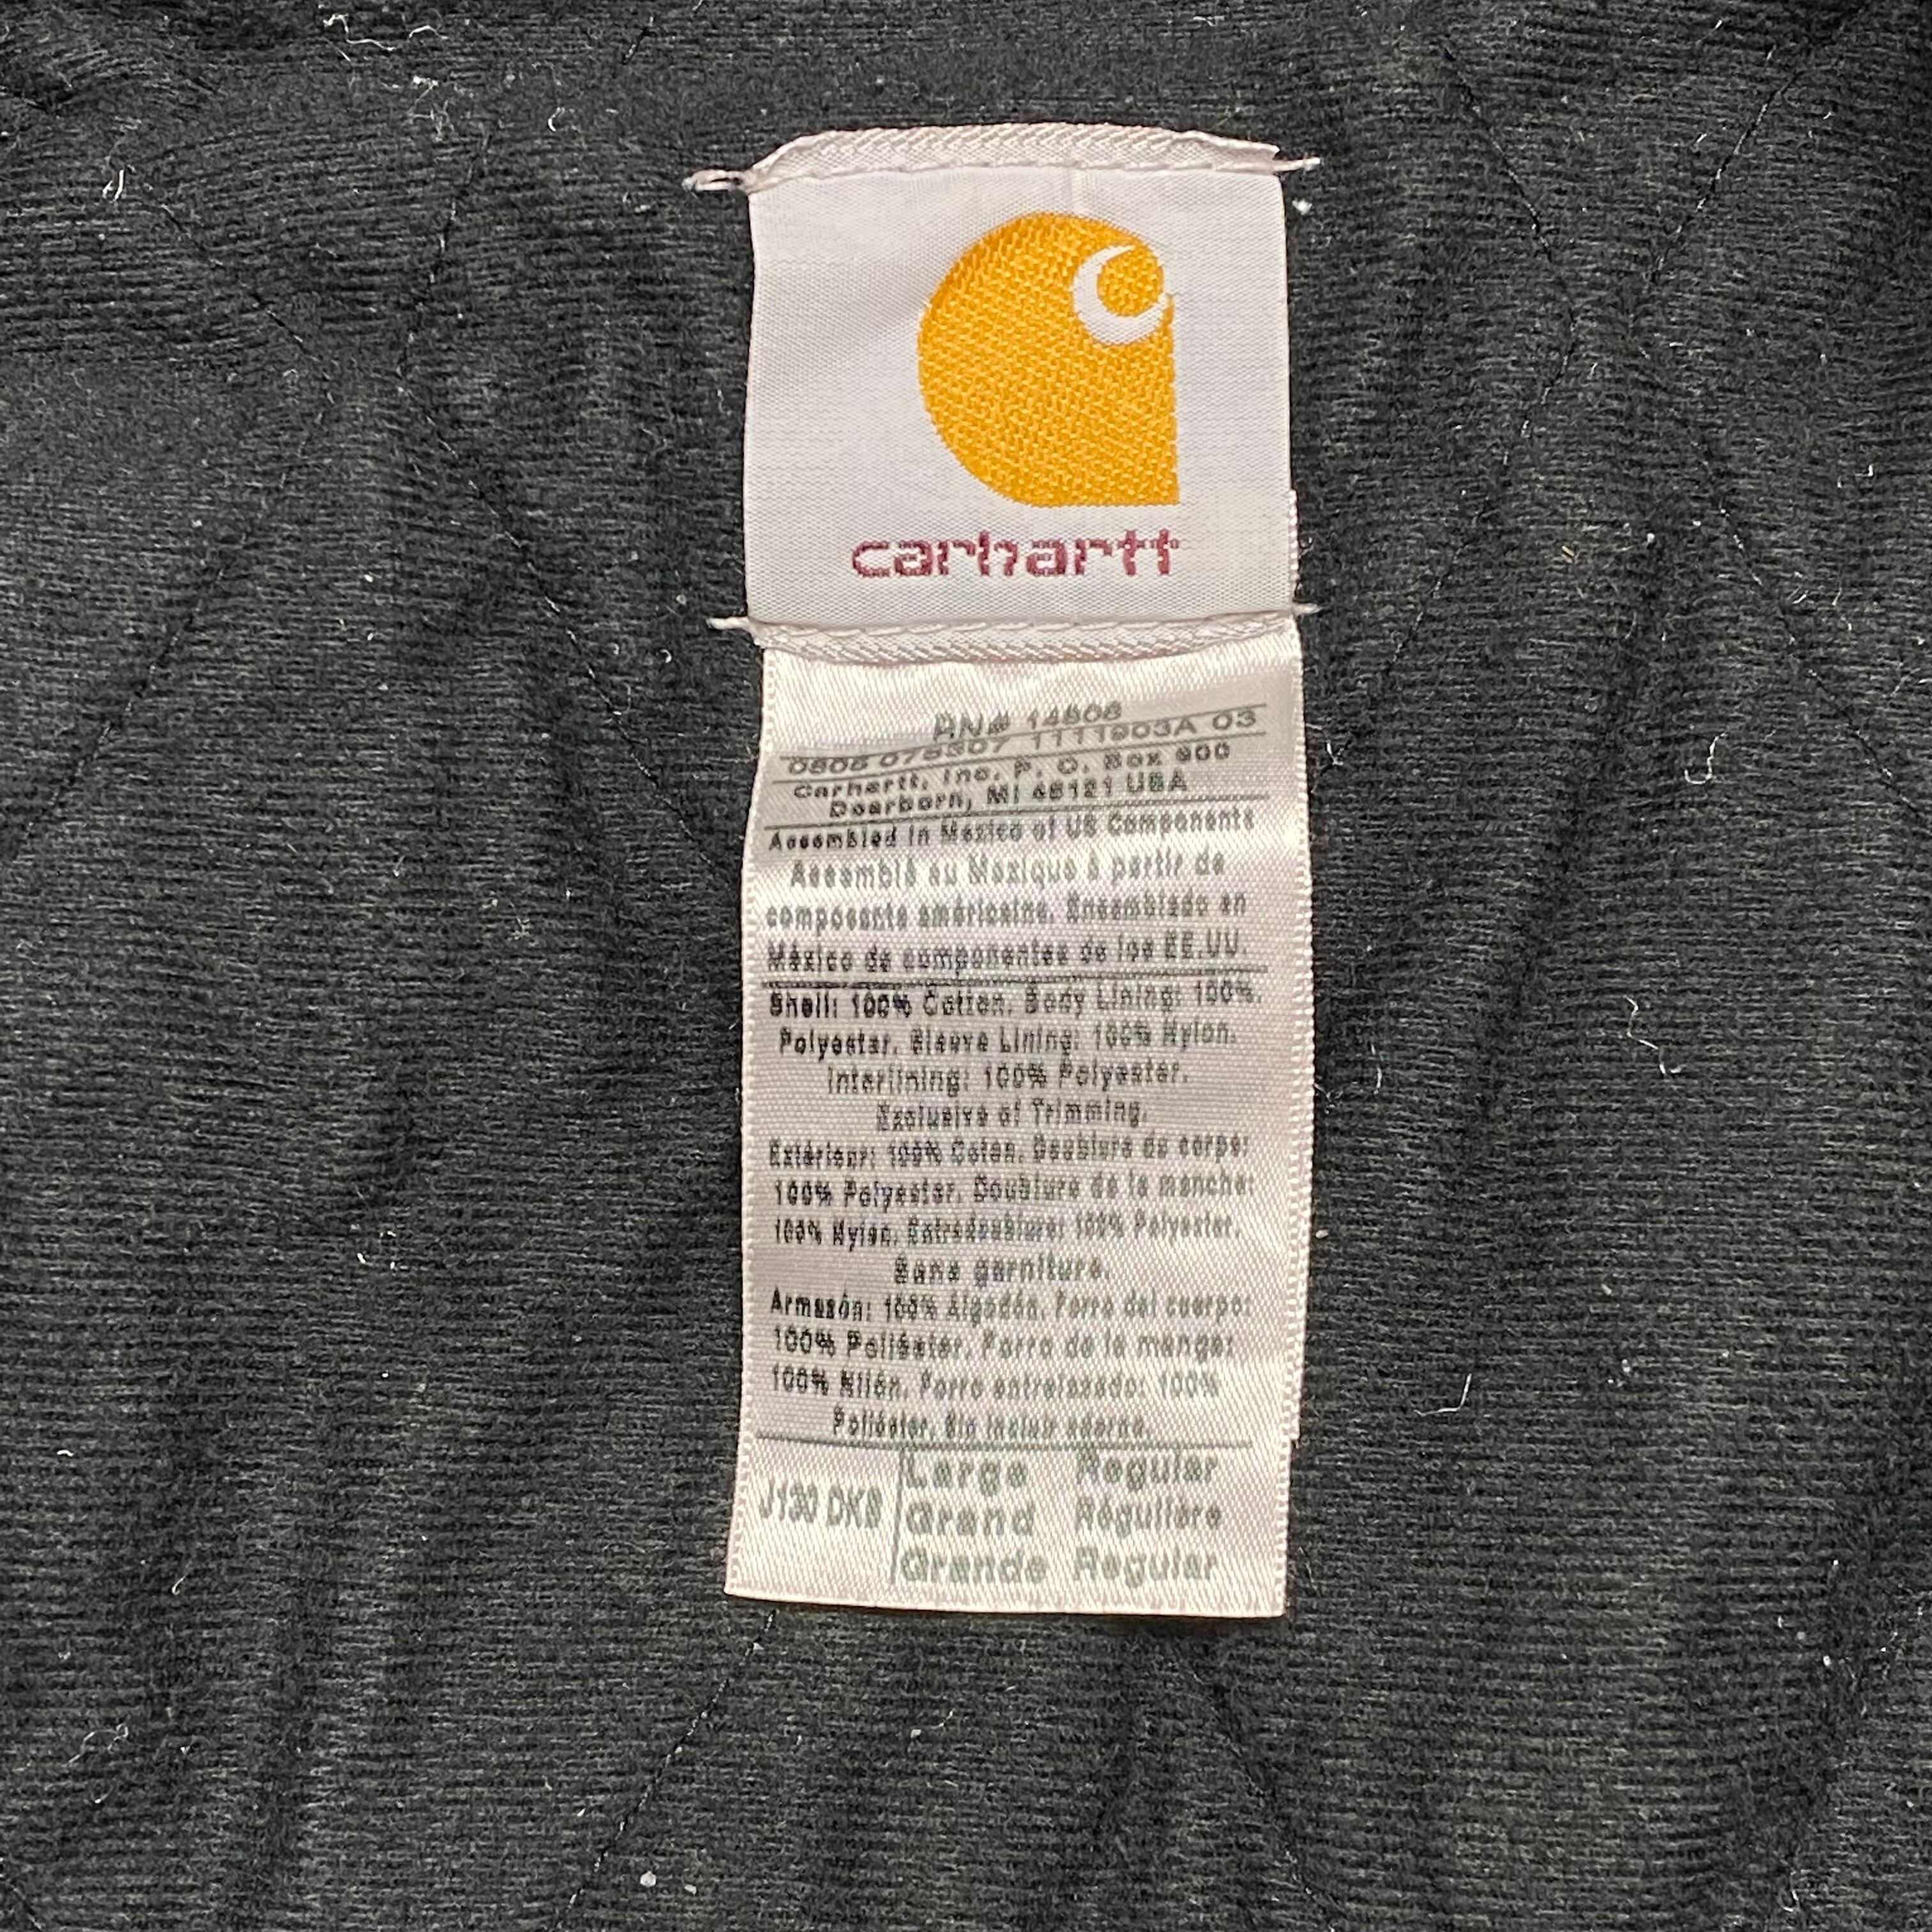 carhartt
RN# 14806
0808 078307 1111903A 03
Carhartt, Inc. P. O. Box 600
Dearborn, MI 48121 USA
Assembled in Mexico of US Components
Assemblé au Mexique à partir de
composants américains. Ensamblado en
México de componentes de los EE.UU.
Shell: 100% Cotton. Body Lining: 100%
Polyester. Sleeve Lining: 100% Nylon.
Interlining: 100% Polyester.
Exclusive of Trimming.
Extérieur: 100% Coton. Doublure du corps:
100% Polyester. Doublure de la manche:
100% Nylon. Entredoublure: 100% Polyester.
Sans garniture.
Armazón: 100% Algodón. Forro del cuerpo:
100% Poliéster. Forro de la manga:
100% Nilón. Forro entrelazado: 100%
Poliéster. Sin incluir adorno.
J130 DKB
Large Regular
Grand Régulière
Grande Regular